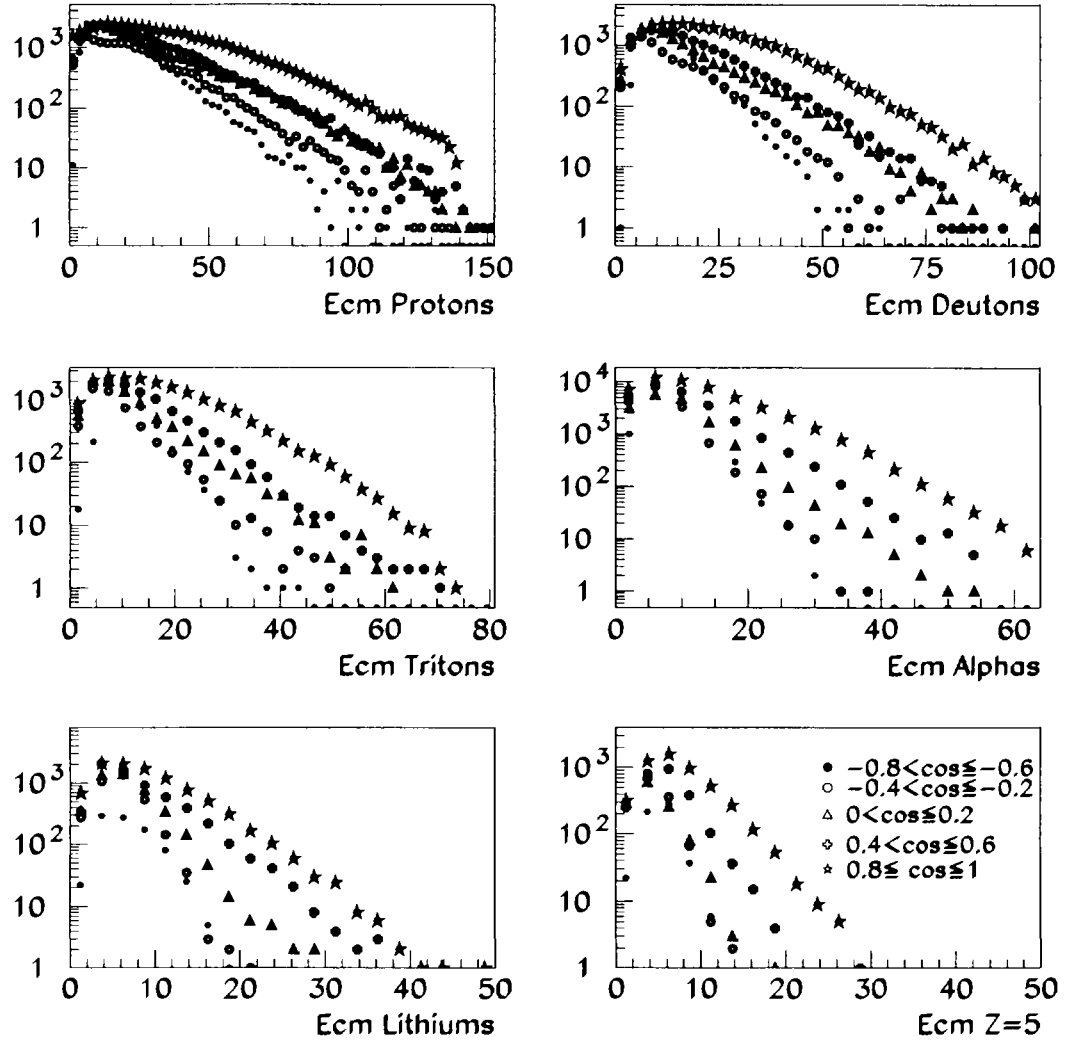 10³
10²
10
1
0 50 100 150
Ecm Protons
10³
10²
10
1
0 25 50 75 100
Ecm Deutons
10³
10²
10
1
0 20 40 60 80
Ecm Tritons
10⁴
10³
10²
10
1
0 20 40 60
Ecm Alphas
10³
10²
10
1
0 10 20 30 40 50
Ecm Lithiums
10³
10²
10
1
-0.8<cos≦-0.6
-0.4<cos≦-0.2
0<cos≦0.2
0.4<cos≦0.6
0.8≦ cos≦1
0 10 20 30 40 50
Ecm Z=5